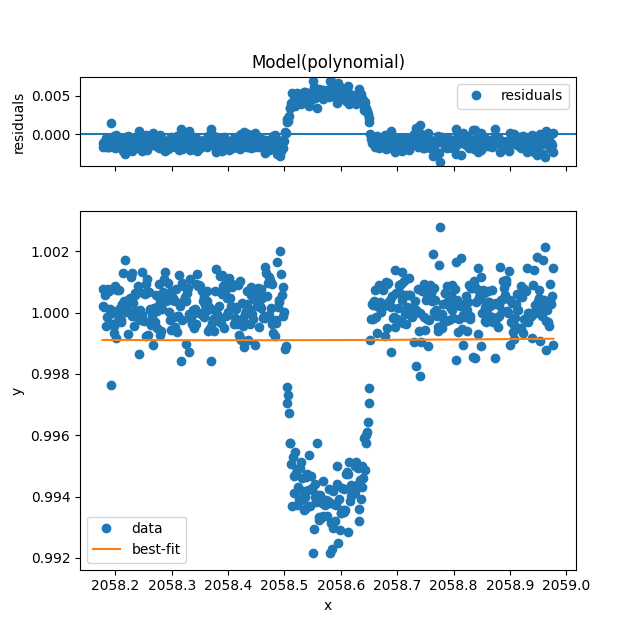 Model(polynomial)
residuals
0.005
0.000
residuals
1.002
1.000
0.998
0.996
0.994
0.992
y
data
best-fit
2058.2 2058.3 2058.4 2058.5 2058.6 2058.7 2058.8 2058.9 2059.0
x